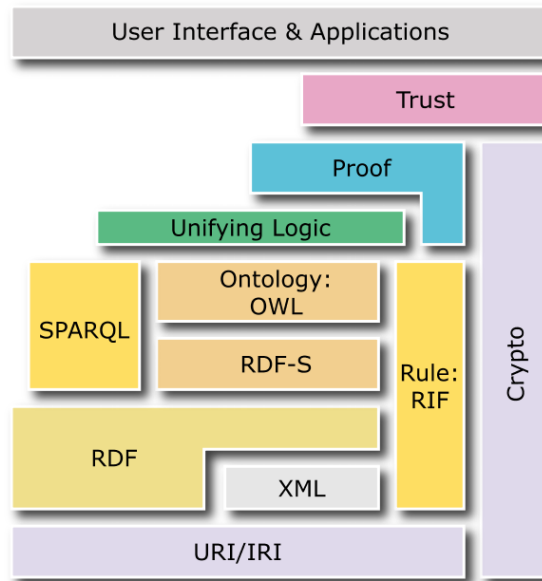 User Interface & Applications
Trust
Proof
Unifying Logic
SPARQL
Ontology:
OWL
RDF-S
Rule:
RIF
Crypto
RDF
XML
URI/IRI